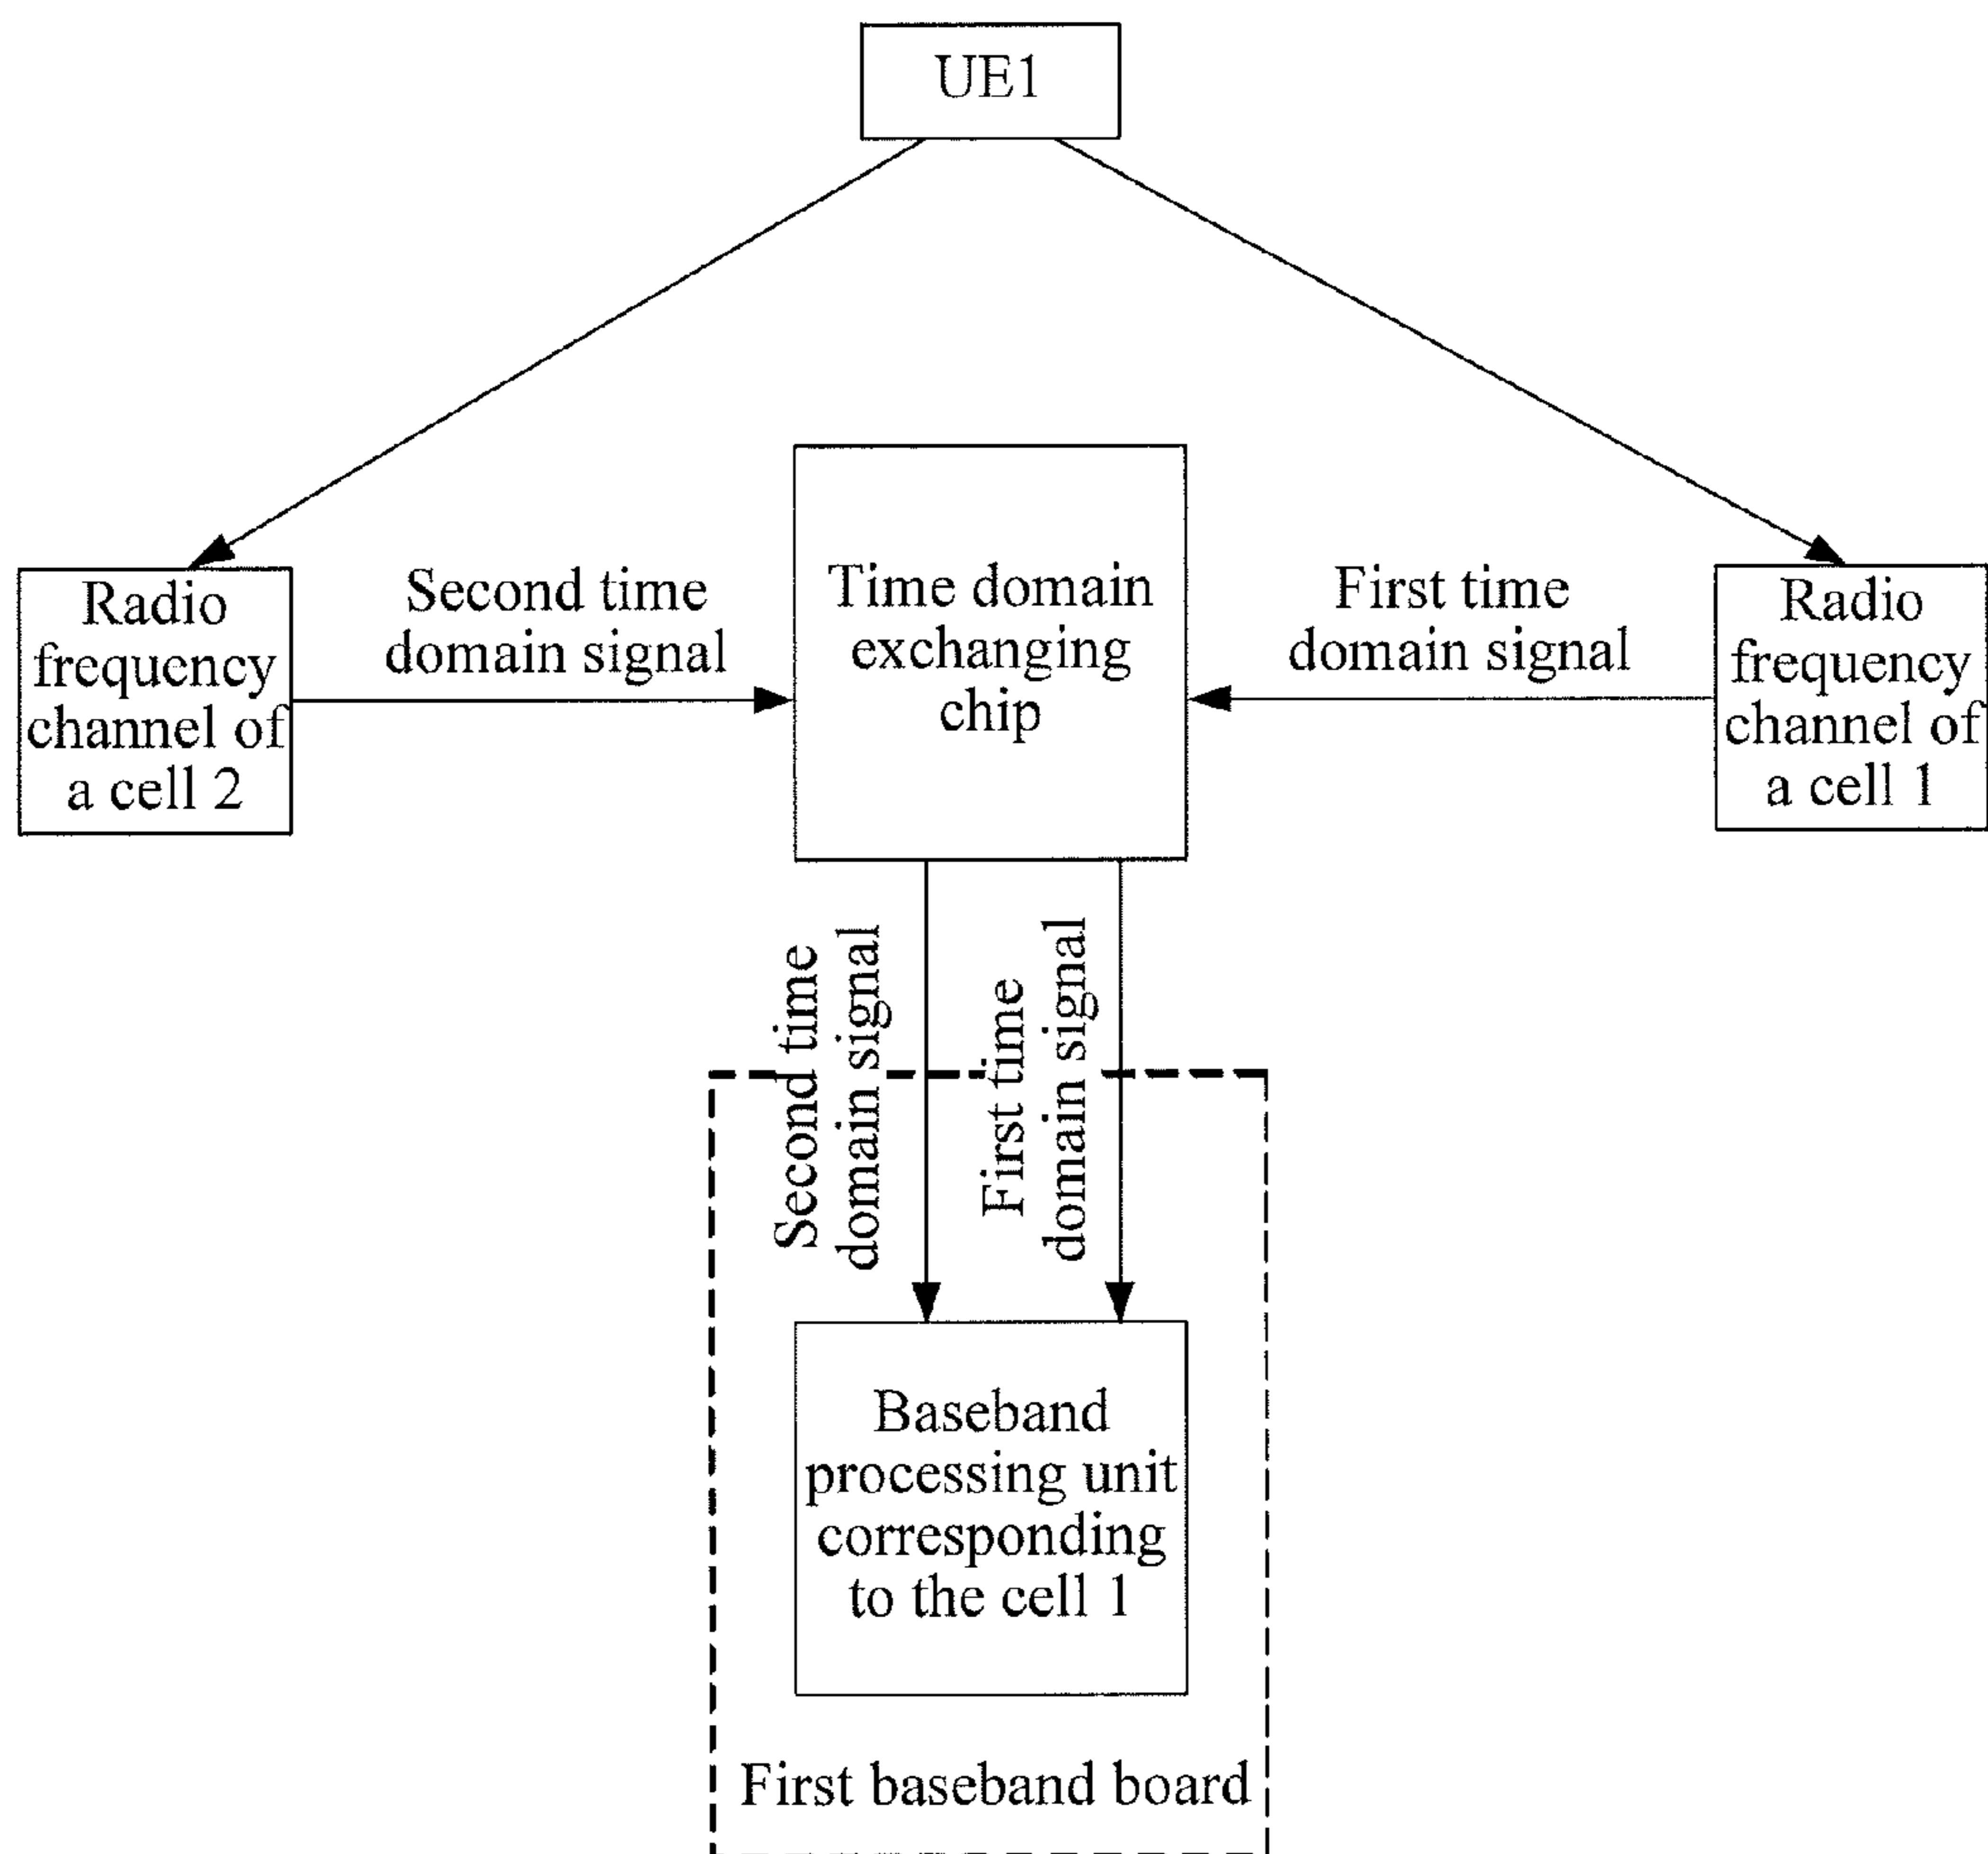 UE1
Radio
frequency
channel of
a cell 2
Second time
domain signal
Time domain
exchanging
chip
First time
domain signal
Radio
frequency
channel of
a cell 1
Second time
domain signal
First time
domain signal
Baseband
processing unit
corresponding
to the cell 1
First baseband board